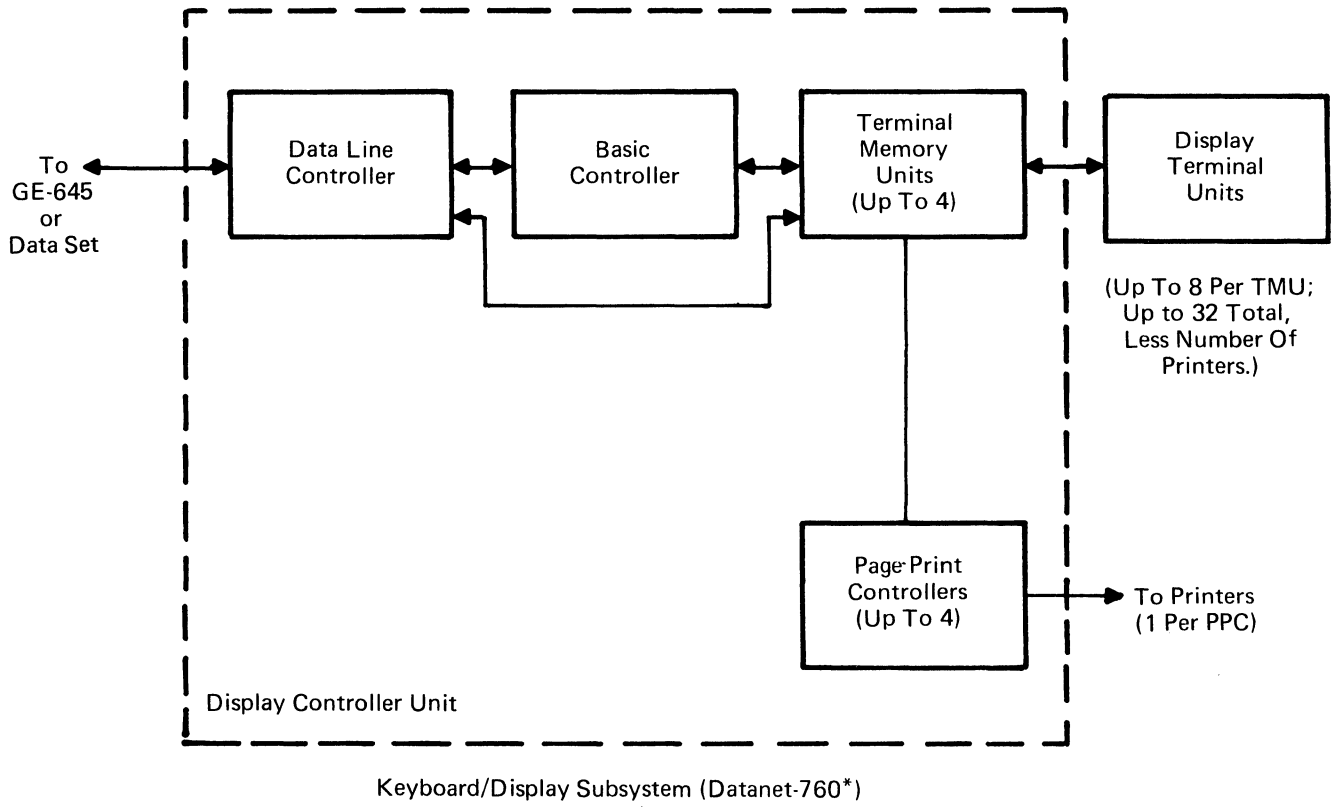 To
GE-645
or
Data Set
Data Line
Controller
Basic
Controller
Terminal
Memory
Units
(Up To 4)
Display
Terminal
Units
(Up To 8 Per TMU;
Up to 32 Total,
Less Number Of
Printers.)
Page-Print
Controllers
(Up To 4)
To Printers
(1 Per PPC)
Display Controller Unit
Keyboard/Display Subsystem (Datanet-760*)